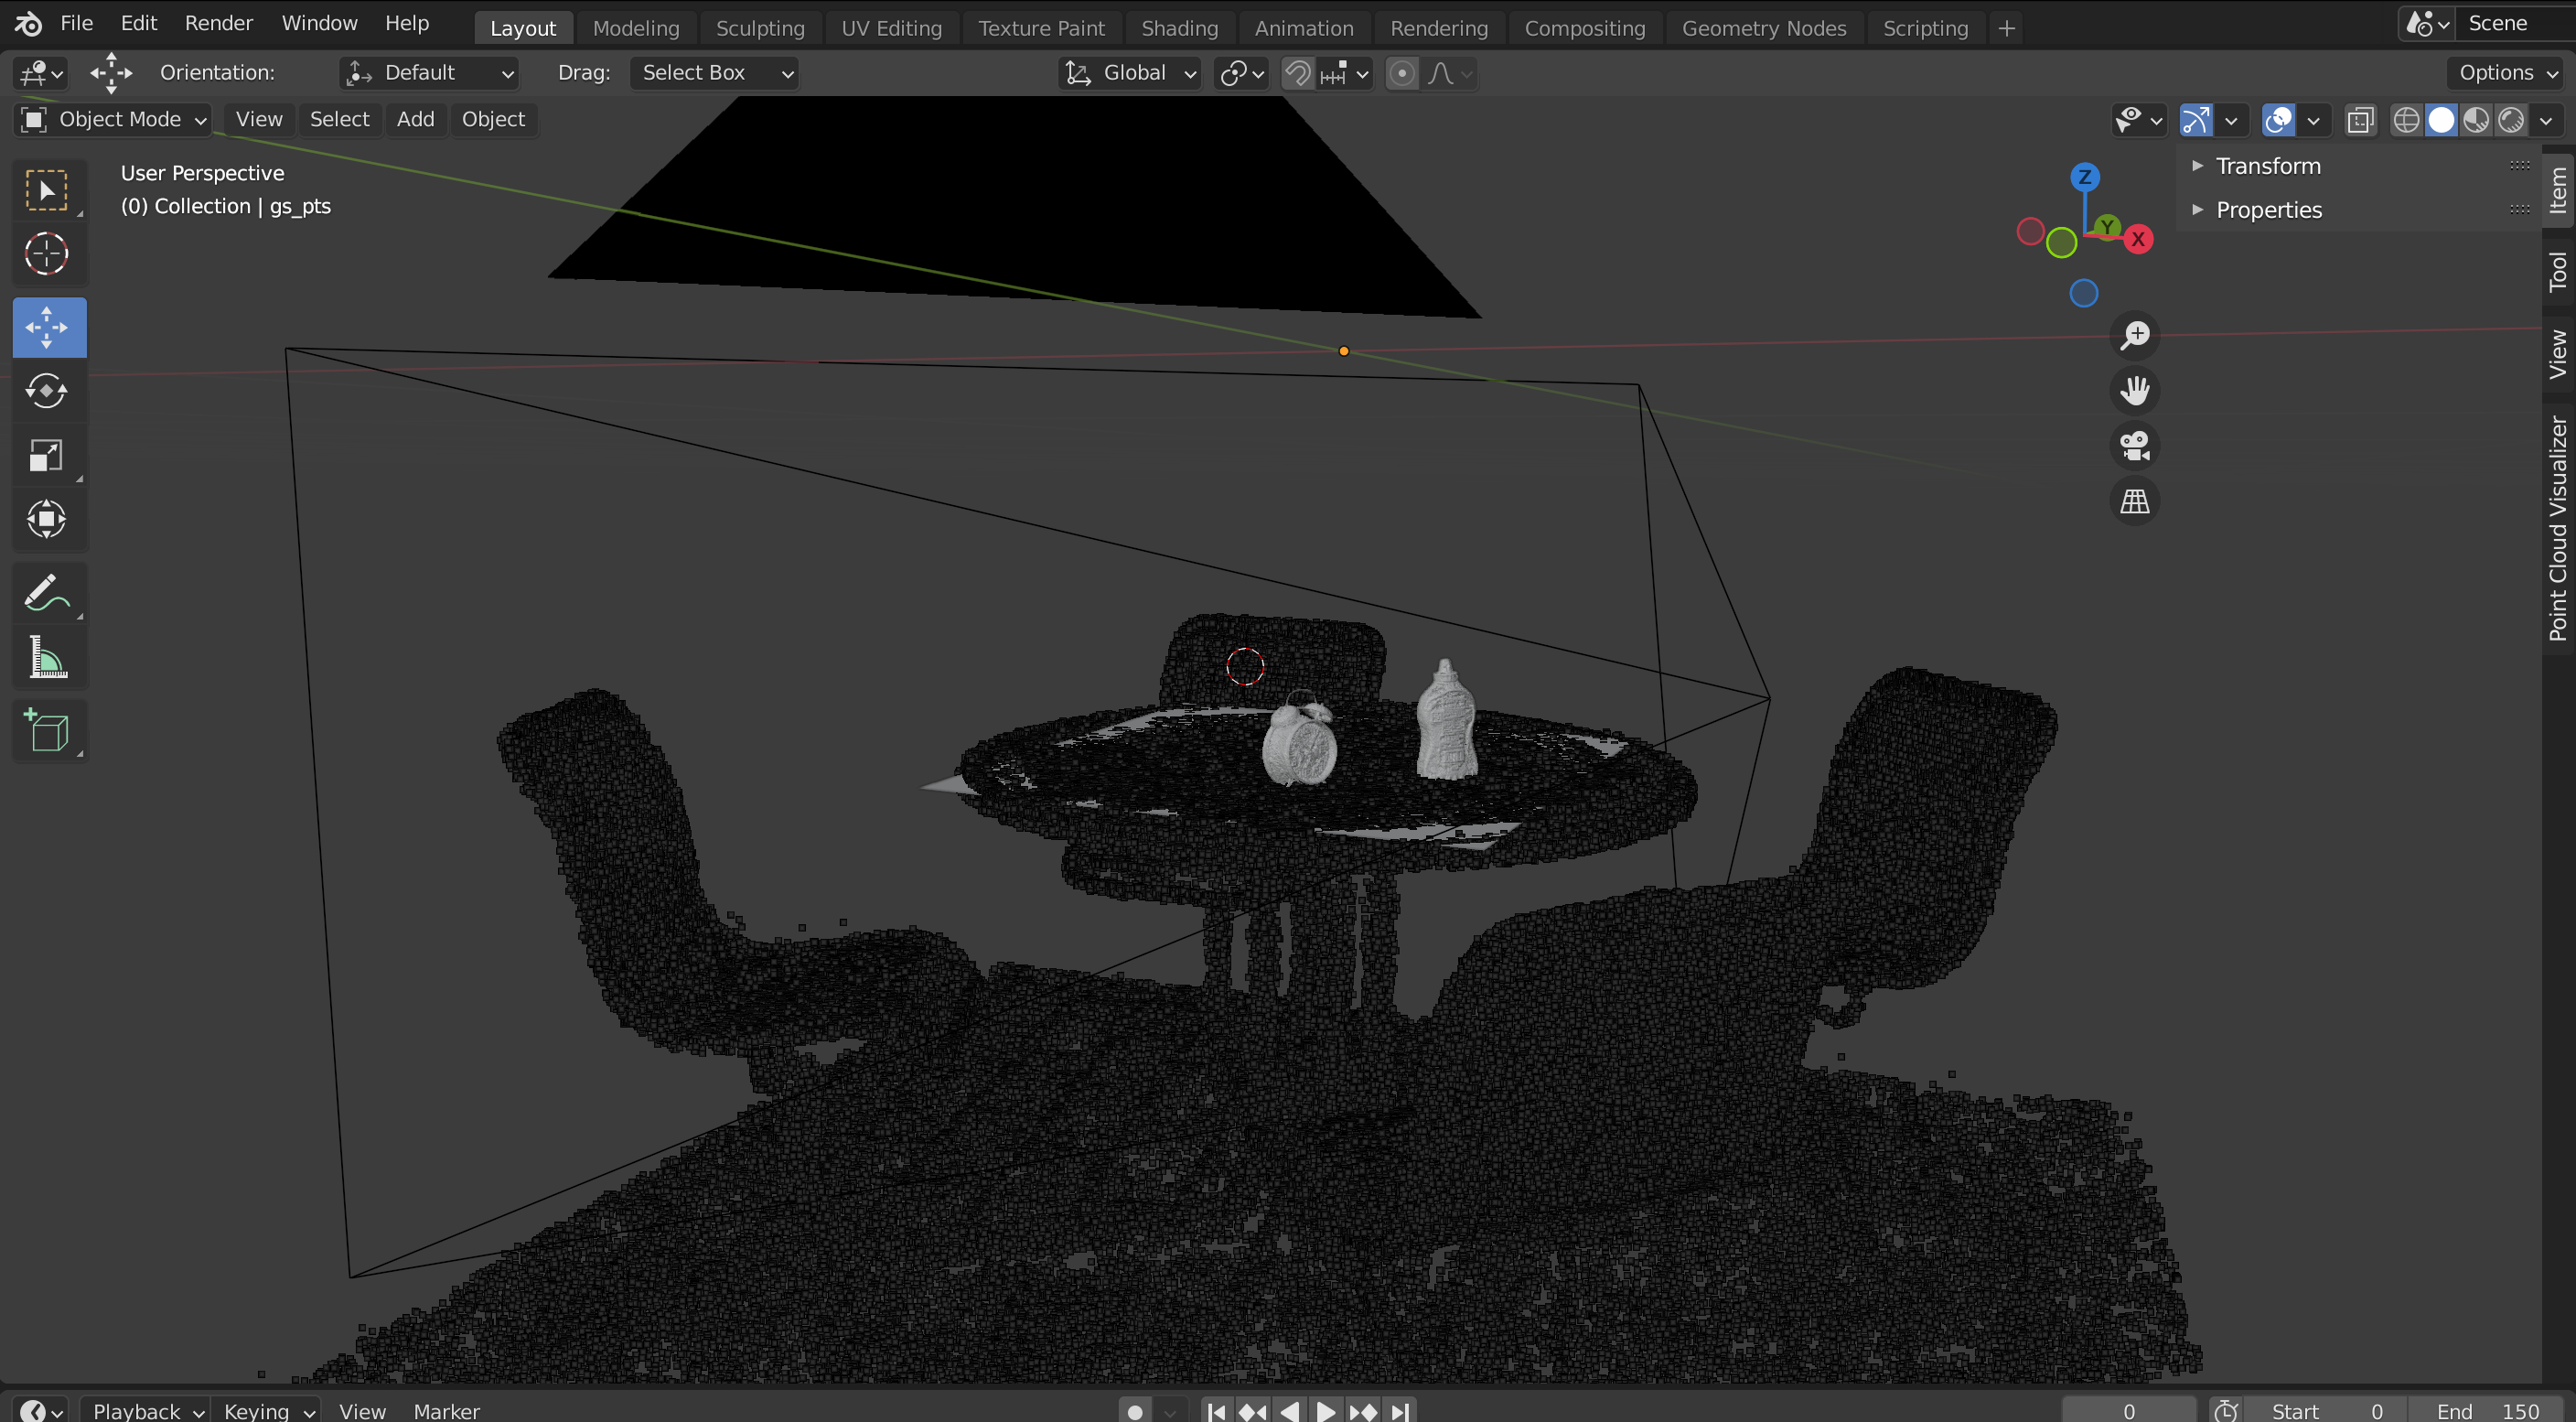 File Edit Render Window Help Layout Modeling Sculpting UV Editing Texture Paint Shading Animation Rendering Compositing Geometry Nodes Scripting + Scene
Orientation: Default Drag: Select Box Global Options
Object Mode View Select Add Object
User Perspective
(0) Collection | gs_pts
Z
Y
X
Transform
Properties
Item
Tool
View
Point Cloud Visualizer
Playback Keying View Marker 0 Start 0 End 150